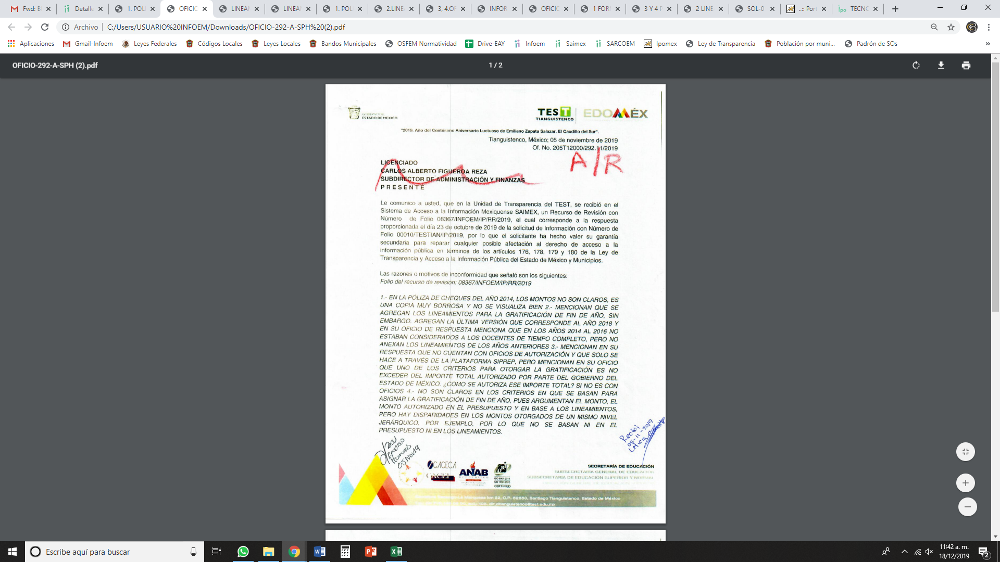 Fwd: B
Detalle
1. POLI
OFICIO
LINEAM
LINEAM
1. POL
2.LINEA
3, 4.OF
INFOR
OFICIO
1 FOR
3 Y 4 P
2 LINE
SOL-0
..:: Port
TECNO
Archivo
C:/Users/USUARIO%20INFOEM/Downloads/OFICIO-292-A-SPH%20(2).pdf
Aplicaciones
Gmail-Infoem
Leyes Federales
Códigos Locales
Leyes Locales
Bandos Municipales
OSFEM Normatividad
Drive-EAY
Infoem
Saimex
SARCOEM
Ipomex
Ley de Transparencia
Población por muni...
Padrón de SOs
OFICIO-292-A-SPH (2).pdf
1 / 2
GOBIERNO DEL
ESTADO DE MÉXICO
TEST
TIANGUISTENCO
EDOMÉX
"2019. Año del Centésimo Aniversario Luctuoso de Emiliano Zapata Salazar. El Caudillo del Sur".
Tianguistenco, México; 05 de noviembre de 2019
Of. No. 205T12000/292.11/2019
A/R
LICENCIADO
CARLOS ALBERTO FIGUEROA REZA
SUBDIRECTOR DE ADMINISTRACIÓN Y FINANZAS
P R E S E N T E
Le comunico a usted, que en la Unidad de Transparencia del TEST, se recibió en el
Sistema de Acceso a la Información Mexiquense SAIMEX, un Recurso de Revisión con
Número de Folio 08367/INFOEM/IP/RR/2019, el cual corresponde a la respuesta
proporcionada el día 23 de octubre de 2019 de la solicitud de Información con Número de
Folio 00010/TESTIAN/IP/2019, por lo que el solicitante ha hecho valer su garantía
secundaria para reparar cualquier posible afectación al derecho de acceso a la
información pública en términos de los artículos 176, 178, 179 y 180 de la Ley de
Transparencia y Acceso a la Información Pública del Estado de México y Municipios.
Las razones o motivos de inconformidad que señaló son los siguientes:
Folio del recurso de revisión: 08367/INFOEM/IP/RR/2019
1.- EN LA POLIZA DE CHEQUES DEL AÑO 2014, LOS MONTOS NO SON CLAROS, ES
UNA COPIA MUY BORROSA Y NO SE VISUALIZA BIEN 2.- MENCIONAN QUE SE
AGREGAN LOS LINEAMIENTOS PARA LA GRATIFICACIÓN DE FIN DE AÑO, SIN
EMBARGO, AGREGAN LA ÚLTIMA VERSIÓN QUE CORRESPONDE AL AÑO 2018 Y
EN SU OFICIO DE RESPUESTA MENCIONA QUE EN LOS AÑOS 2014 AL 2016 NO
ESTABAN CONSIDERADOS A LOS DOCENTES DE TIEMPO COMPLETO, PERO NO
ANEXAN LOS LINEAMIENTOS DE LOS AÑOS ANTERIORES 3.- MENCIONAN EN SU
RESPUESTA QUE NO CUENTAN CON OFICIOS DE AUTORIZACIÓN Y QUE SOLO SE
HACE A TRAVÉS DE LA PLATAFORMA SIPREP, PERO MENCIONAN EN SU OFICIO
QUE UNO DE LOS CRITERIOS PARA OTORGAR LA GRATIFICACIÓN ES NO
EXCEDER DEL IMPORTE TOTAL AUTORIZADO POR PARTE DEL GOBIERNO DEL
ESTADO DE MÉXICO. ¿COMO SE AUTORIZA ESE IMPORTE TOTAL? SI NO ES CON
OFICIOS 4.- NO SON CLAROS EN LOS CRITERIOS EN QUE SE BASAN PARA
ASIGNAR LA GRATIFICACIÓN DE FIN DE AÑO, PUES ARGUMENTAN EL MONTO, EL
MONTO AUTORIZADO EN EL PRESUPUESTO Y EN BASE A LOS LINEAMIENTOS,
PERO HAY DISPARIDADES EN LOS MONTOS OTORGADOS DE UN MISMO NIVEL
JERÁRQUICO, POR EJEMPLO, POR LO QUE NO SE BASAN NI EN EL
PRESUPUESTO NI EN LOS LINEAMIENTOS.
Recibí
05-11-2019
Recursos
Humanos
05 Nov 19
CACECA
CACEI
ANAB
ACCREDITED
ISO 9001:2015
ISO 14001:2015
CERTIFIED
SECRETARÍA DE EDUCACIÓN
SUBSECRETARÍA GENERAL DE EDUCACIÓN
SUBSECRETARÍA DE EDUCACIÓN SUPERIOR Y NORMAL
km 22, C.P. 52650, Santiago Tianguistenco, Estado de México
dir_dtianguistenco@test.edu.mx
Escribe aquí para buscar
11:42 a. m.
18/12/2019
2